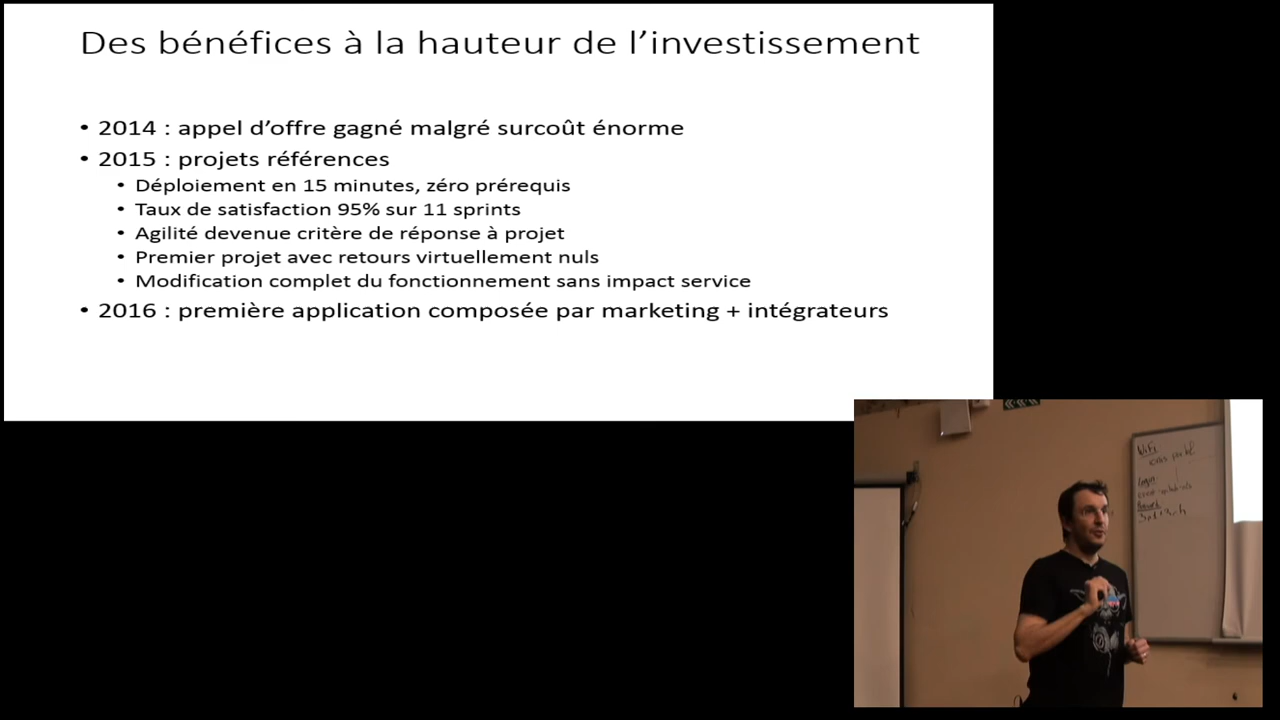 Des bénéfices à la hauteur de l'investissement
• 2014 : appel d'offre gagné malgré surcoût énorme
• 2015 : projets références
• Déploiement en 15 minutes, zéro prérequis
• Taux de satisfaction 95% sur 11 sprints
• Agilité devenue critère de réponse à projet
• Premier projet avec retours virtuellement nuls
• Modification complet du fonctionnement sans impact service
• 2016 : première application composée par marketing + intégrateurs
WiFi
Login